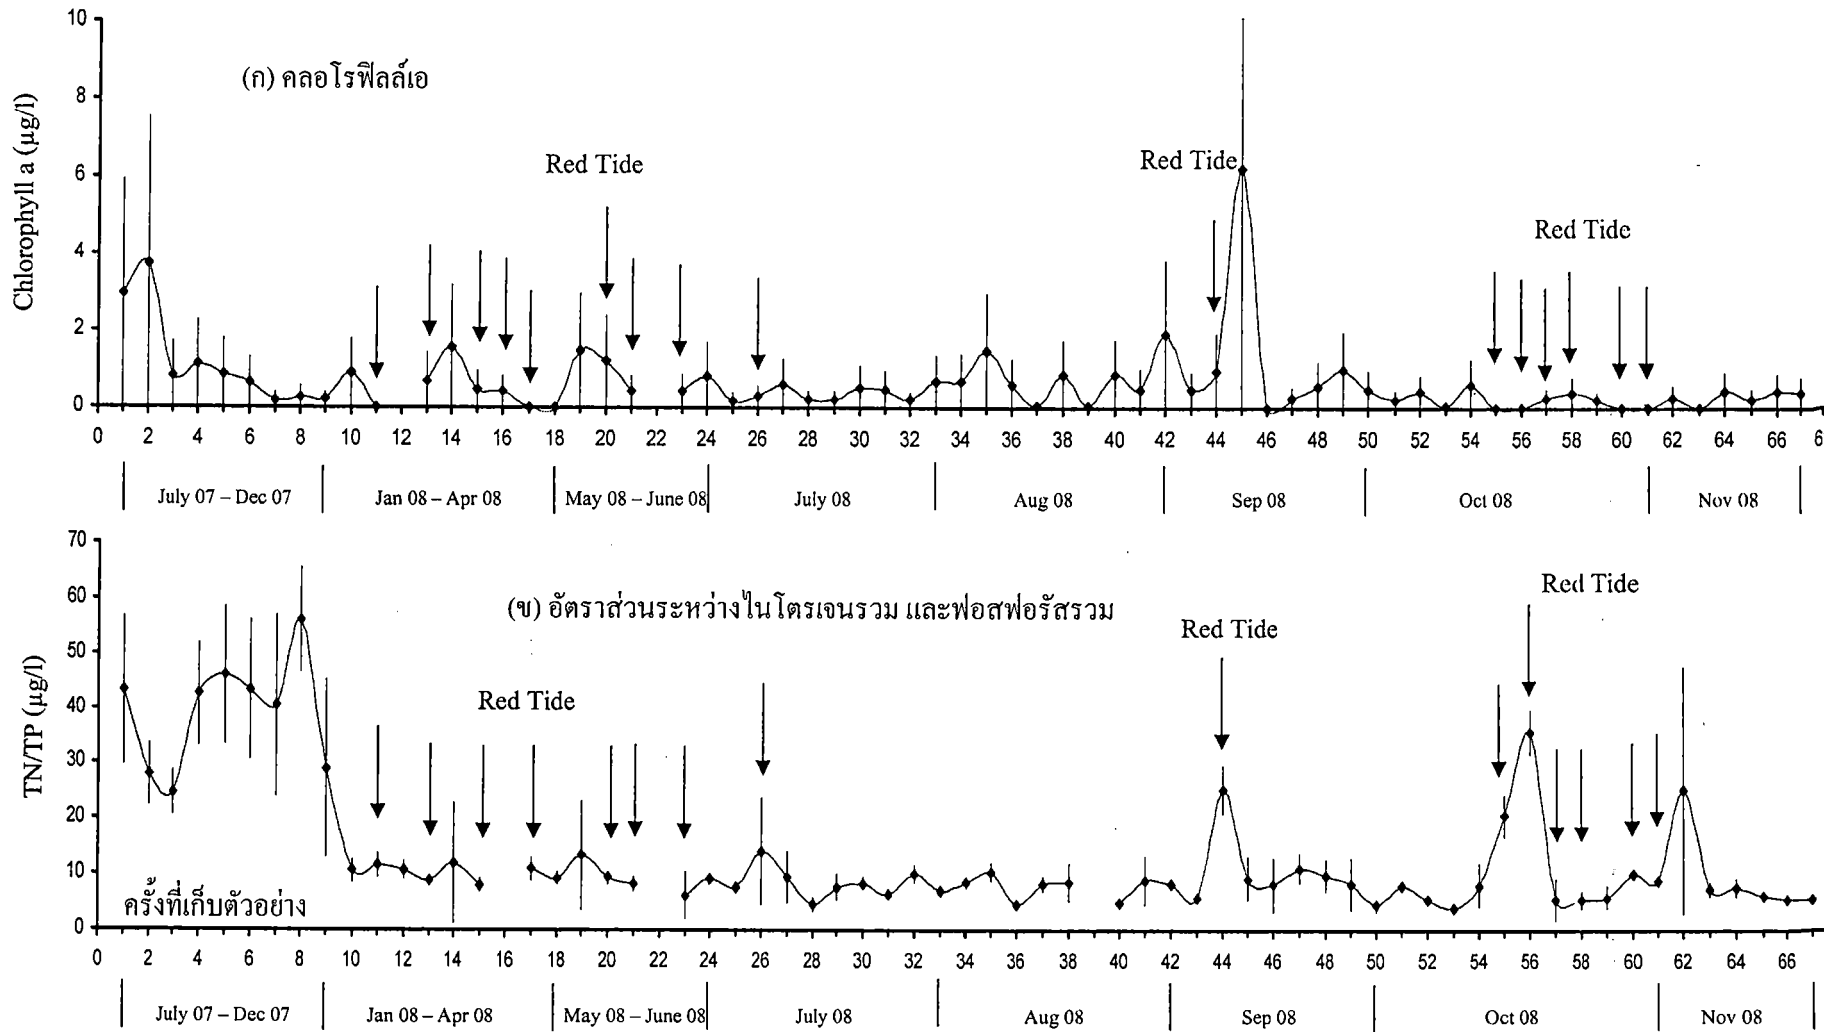 10
(ก) คลอโรฟิลล์เอ
8
Red Tide
Red Tide
6
Chlorophyll a (µg/l)
4
Red Tide
2
0
0 2 4 6 8 10 12 14 16 18 20 22 24 26 28 30 32 34 36 38 40 42 44 46 48 50 52 54 56 58 60 62 64 66 6
July 07 – Dec 07 Jan 08 – Apr 08 May 08 – June 08 July 08 Aug 08 Sep 08 Oct 08 Nov 08
70
Red Tide
60
(ข) อัตราส่วนระหว่างไนโตรเจนรวม และฟอสฟอรัสรวม
Red Tide
50
TN/TP (µg/l)
40
Red Tide
30
20
10
ครั้งที่เก็บตัวอย่าง
0
0 2 4 6 8 10 12 14 16 18 20 22 24 26 28 30 32 34 36 38 40 42 44 46 48 50 52 54 56 58 60 62 64 66
July 07 – Dec 07 Jan 08 – Apr 08 May 08 – June 08 July 08 Aug 08 Sep 08 Oct 08 Nov 08